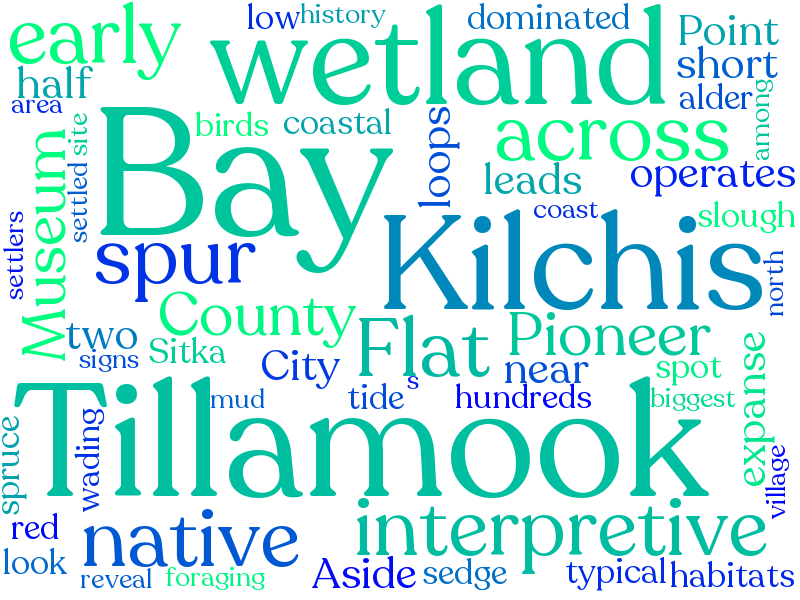 early
low
history
dominated
wetland
Point
short
half
area
alder
among
Museum
settled
site
birds
coastal
Bay
loops
across
leads
operates
settlers
spur
coast
slough
Kilchis
north
County
two
signs
Sitka
City
Flat
Pioneer
near
spot
expanse
s
mud
tide
hundreds
biggest
Tillamook
spruce
wading
village
red
native
interpretive
look
reveal
foraging
Aside
sedge
typical
habitats